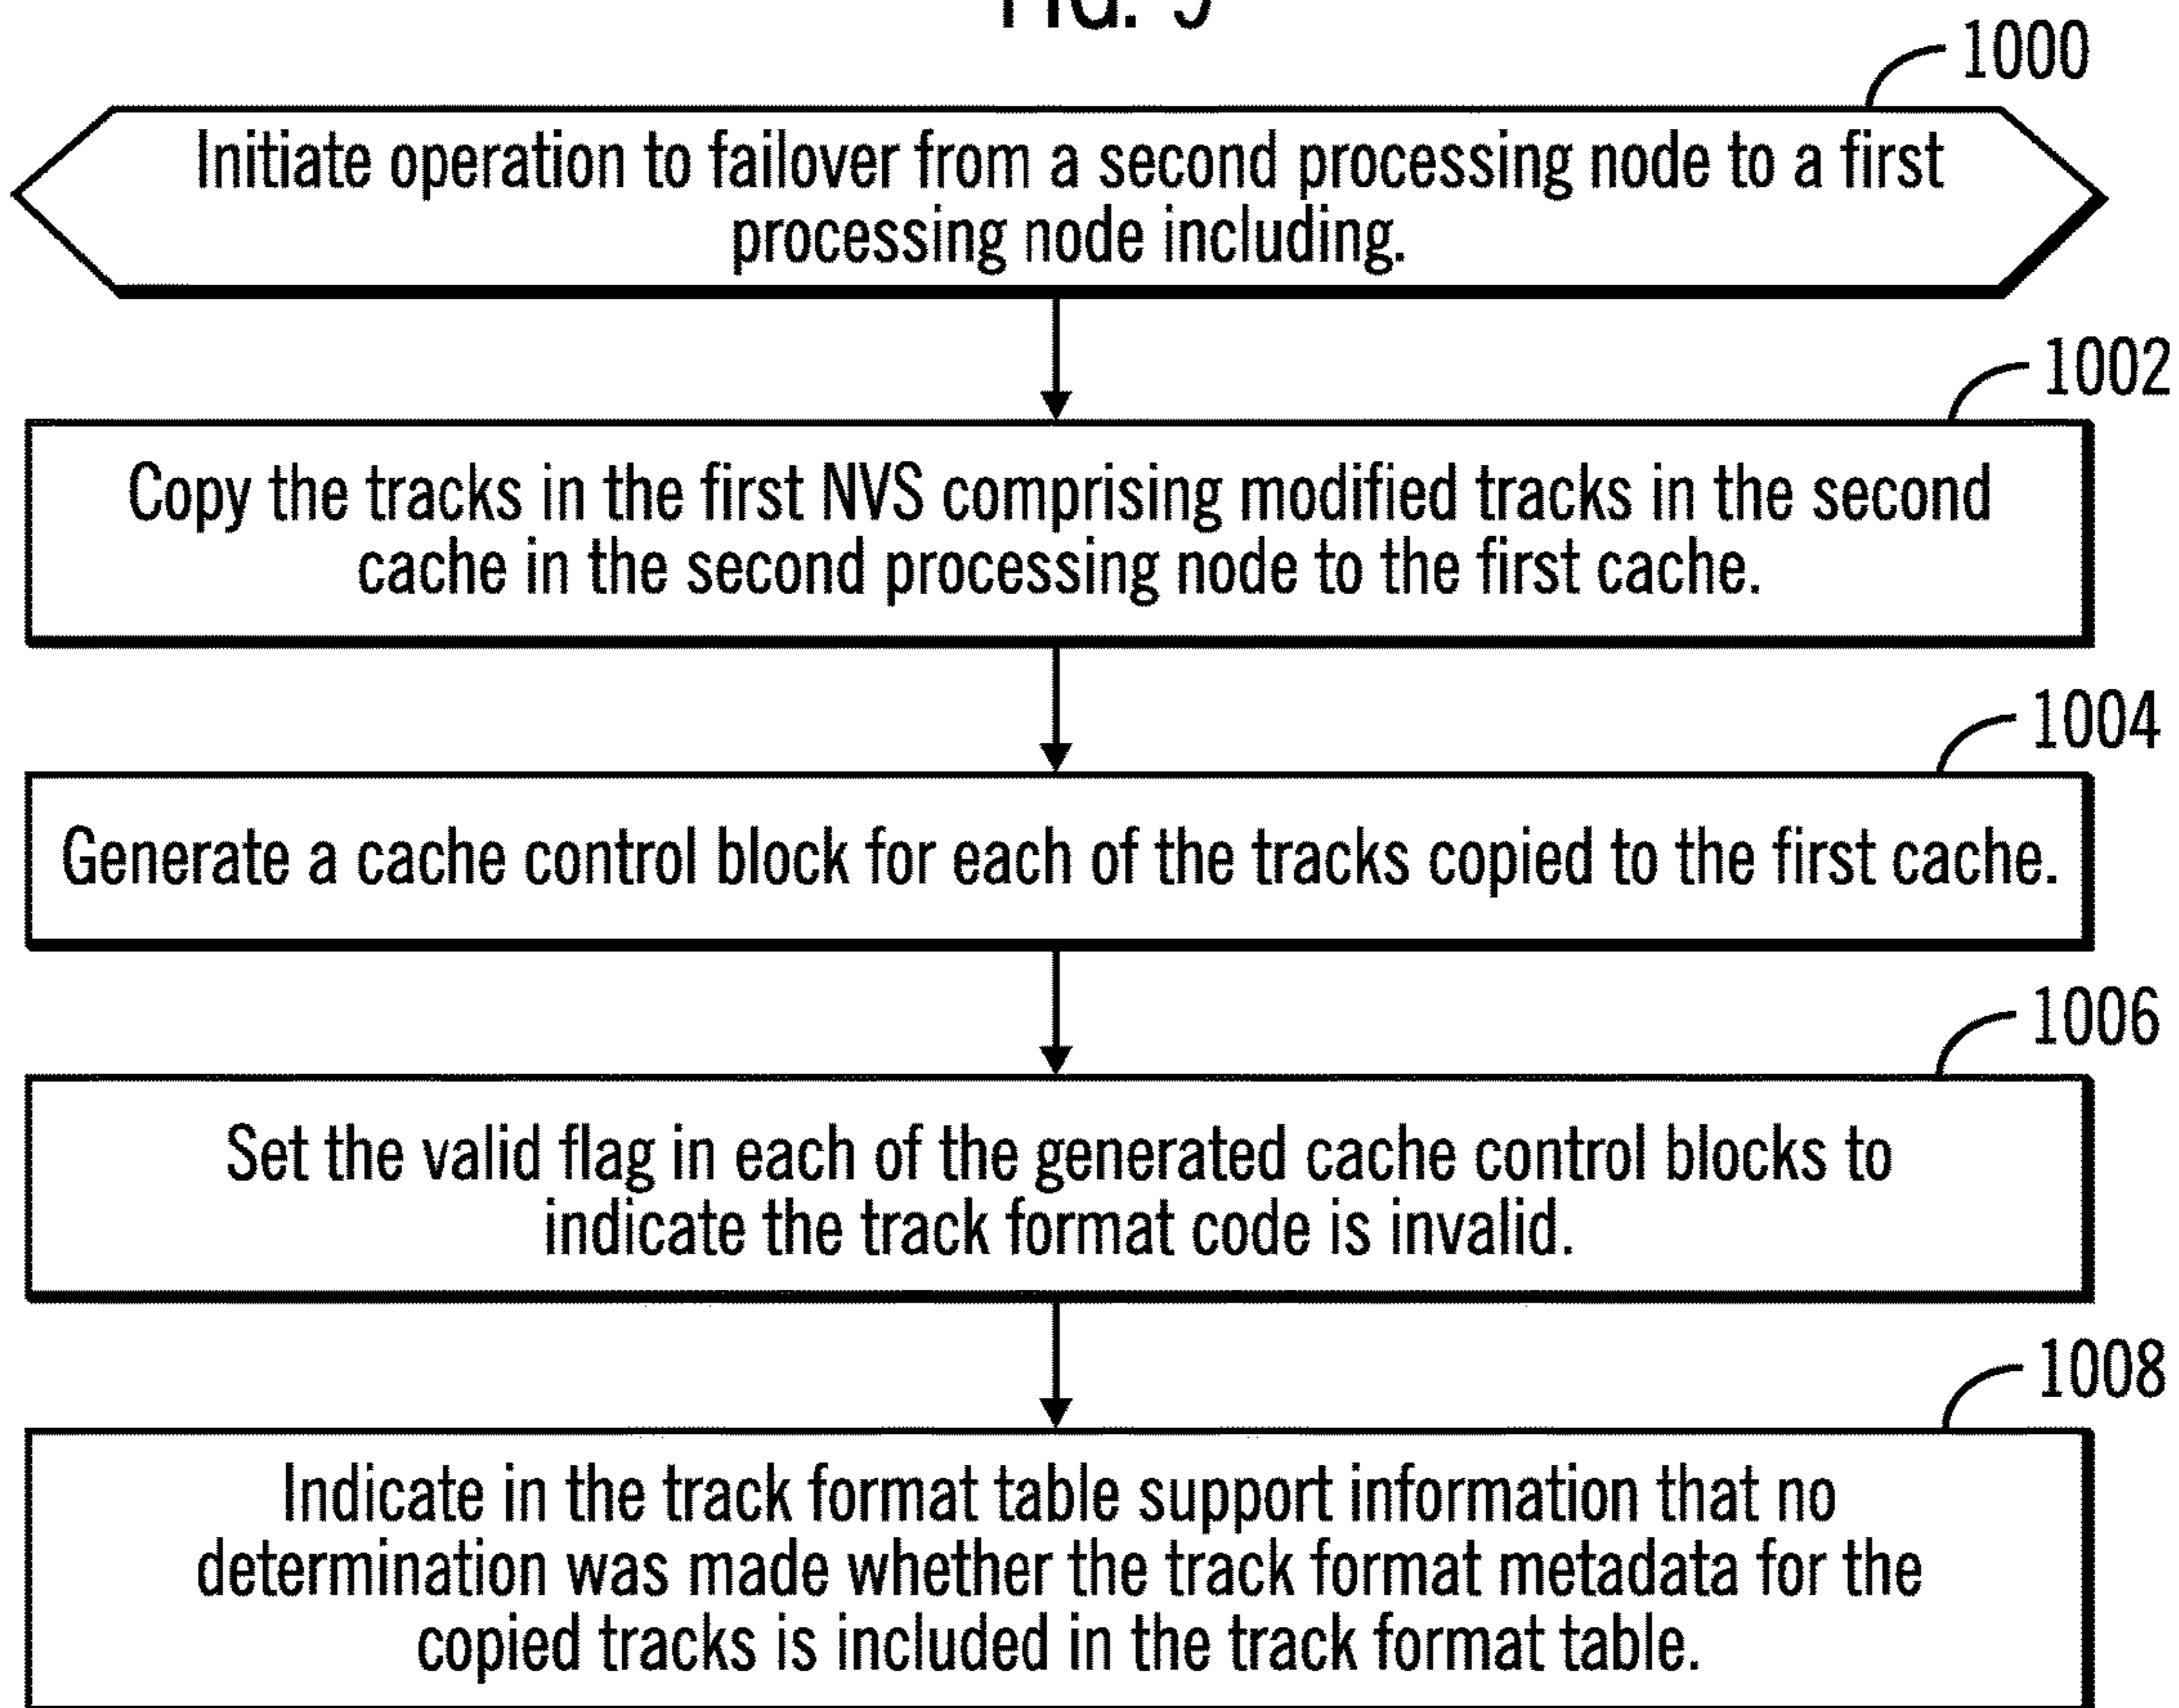 FIG. 9
1000
Initiate operation to failover from a second processing node to a first
processing node including.
1002
Copy the tracks in the first NVS comprising modified tracks in the second
cache in the second processing node to the first cache.
1004
Generate a cache control block for each of the tracks copied to the first cache.
1006
Set the valid flag in each of the generated cache control blocks to
indicate the track format code is invalid.
1008
Indicate in the track format table support information that no
determination was made whether the track format metadata for the
copied tracks is included in the track format table.